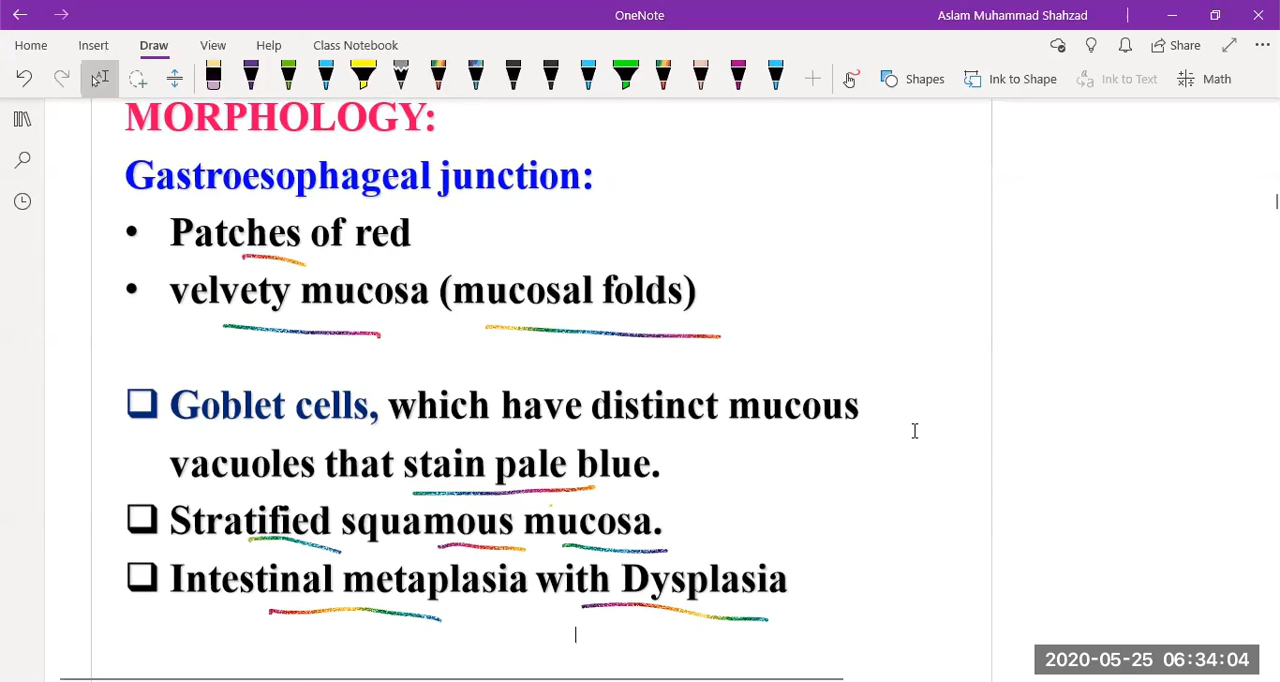 OneNote
Aslam Muhammad Shahzad
Home Insert Draw View Help Class Notebook
Share
Shapes
Ink to Shape
Ink to Text
Math
MORPHOLOGY:
Gastroesophageal junction:
• Patches of red
• velvety mucosa (mucosal folds)
Goblet cells, which have distinct mucous
vacuoles that stain pale blue.
Stratified squamous mucosa.
Intestinal metaplasia with Dysplasia
2020-05-25 06:34:04